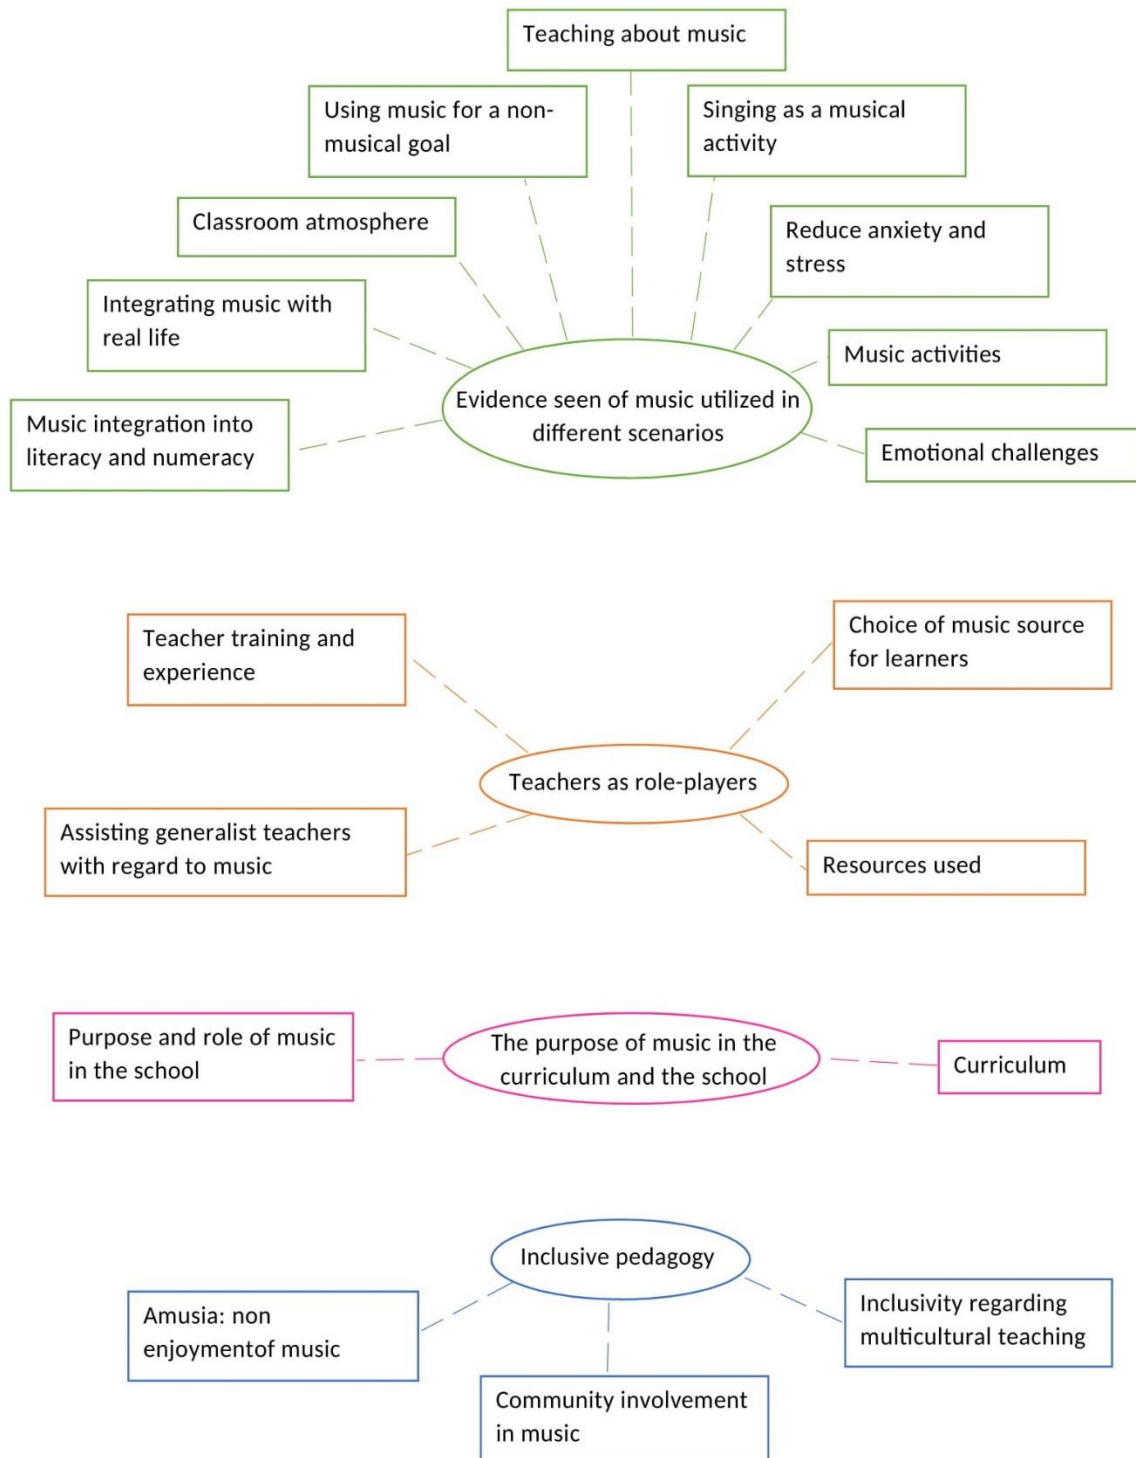 Teaching about music
Using music for a non-
musical goal
Singing as a musical
activity
Classroom atmosphere
Reduce anxiety and
stress
Integrating music with
real life
Music activities
Music integration into
literacy and numeracy
Evidence seen of music utilized in
different scenarios
Emotional challenges
Teacher training and
experience
Choice of music source
for learners
Teachers as role-players
Assisting generalist teachers
with regard to music
Resources used
Purpose and role of music
in the school
The purpose of music in the
curriculum and the school
Curriculum
Inclusive pedagogy
Amusia: non
enjoymentof music
Inclusivity regarding
multicultural teaching
Community involvement
in music